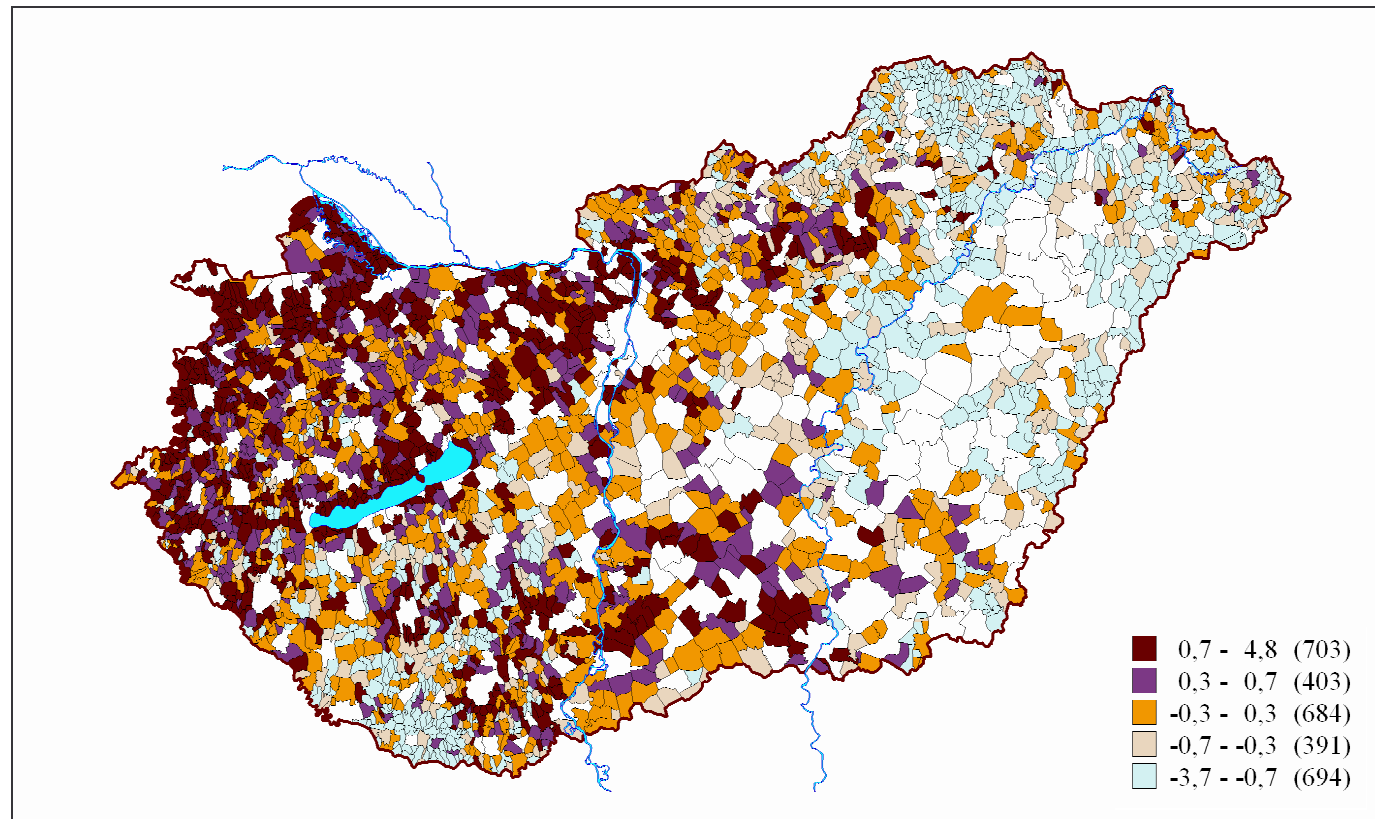 0,7 - 4,8 (703)
0,3 - 0,7 (403)
-0,3 - 0,3 (684)
-0,7 - -0,3 (391)
-3,7 - -0,7 (694)